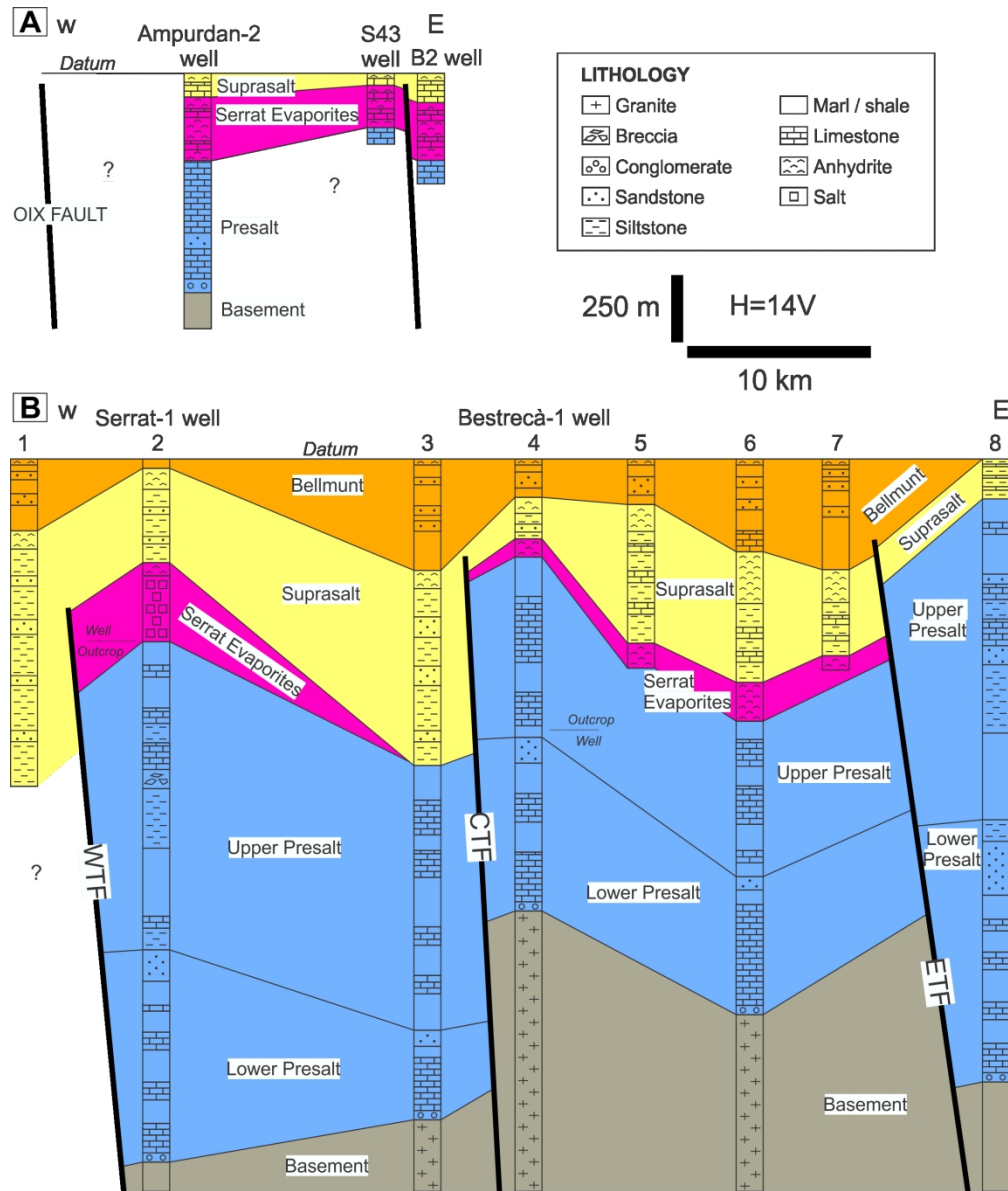 A W E
Ampurdan-2
well
S43
well
B2 well
Datum
Suprasalt
Serrat Evaporites
?
?
OIX FAULT
Presalt
Basement
LITHOLOGY
Granite
Breccia
Conglomerate
Sandstone
Siltstone
Marl / shale
Limestone
Anhydrite
Salt
250 m
H=14V
10 km
B W Serrat-1 well Bestrecà-1 well E
1 2 Datum 3 4 5 6 7 8
Bellmunt
Bellmunt
Suprasalt
Suprasalt
Suprasalt
Serrat Evaporites
Well
Outcrop
Serrat
Evaporites
Outcrop
Well
Upper
Presalt
Upper Presalt
Upper Presalt
Lower
Presalt
Lower Presalt
Lower Presalt
?
WTF
CTF
ETF
Basement
Basement